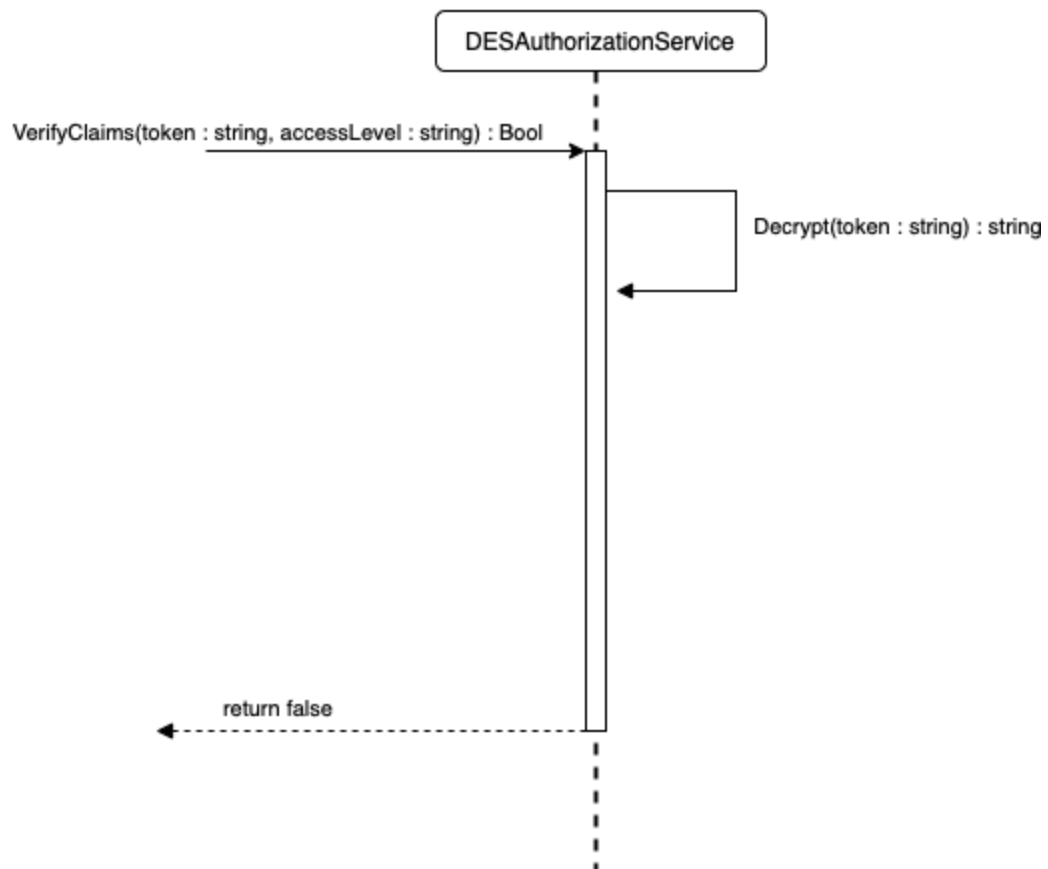 DESAuthorizationService
VerifyClaims(token : string, accessLevel : string) : Bool
Decrypt(token : string) : string
return false